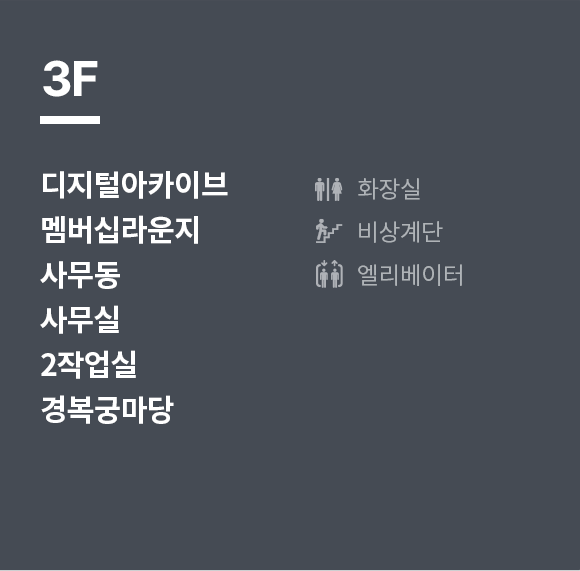 3F
디지털아카이브
멤버십라운지
사무동
사무실
2작업실
경복궁마당
화장실
비상계단
엘리베이터